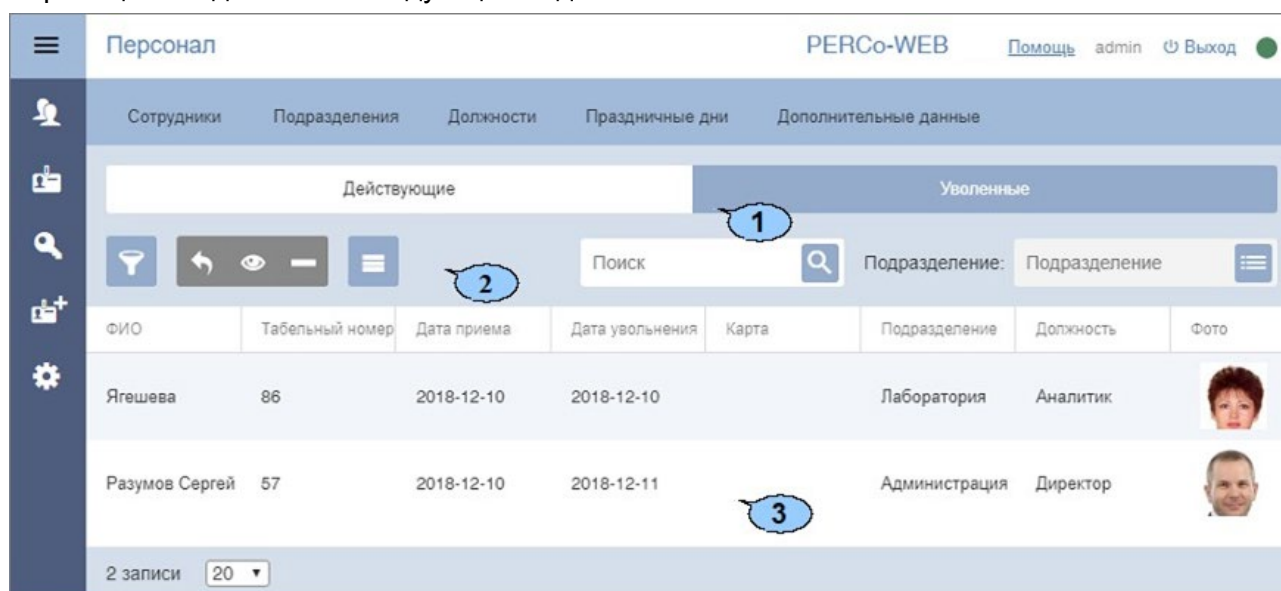 Персонал PERCo-WEB Помощь admin Выход
Сотрудники Подразделения Должности Праздничные дни Дополнительные данные
Действующие Уволенные
1
Поиск Подразделение: Подразделение
2
ФИО Табельный номер Дата приема Дата увольнения Карта Подразделение Должность Фото
Ягешева 86 2018-12-10 2018-12-10 Лаборатория Аналитик
Разумов Сергей 57 2018-12-10 2018-12-11 Администрация Директор
3
2 записи 20